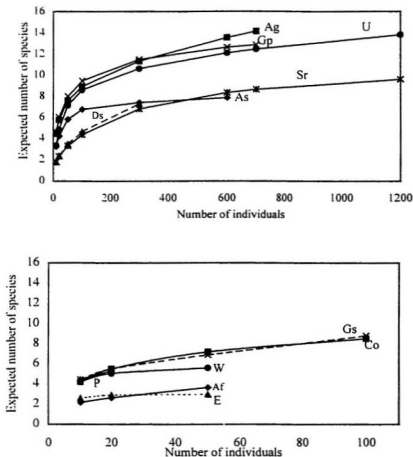 Expected number of species
16
14
12
10
8
6
4
2
0
Ag
Gp
U
Sr
As
Ds
0 200 400 600 800 1000 1200
Number of individuals
Expected number of species
16
14
12
10
8
6
4
2
0
Gs
Co
P
W
Af
E
0 20 40 60 80 100
Number of individuals